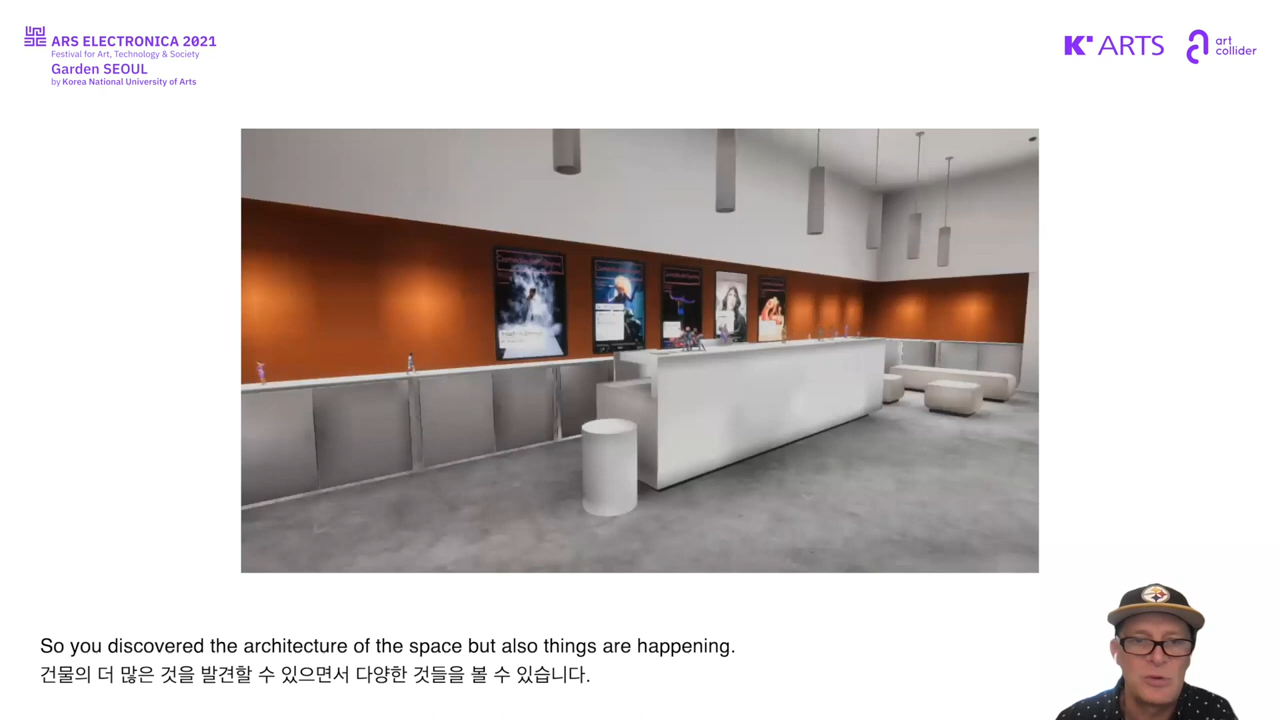 ARS ELECTRONICA 2021
Festival for Art, Technology & Society
Garden SEOUL
by Korea National University of Arts
K ARTS
art
collider
So you discovered the architecture of the space but also things are happening.
건물의 더 많은 것을 발견할 수 있으면서 다양한 것들을 볼 수 있습니다.